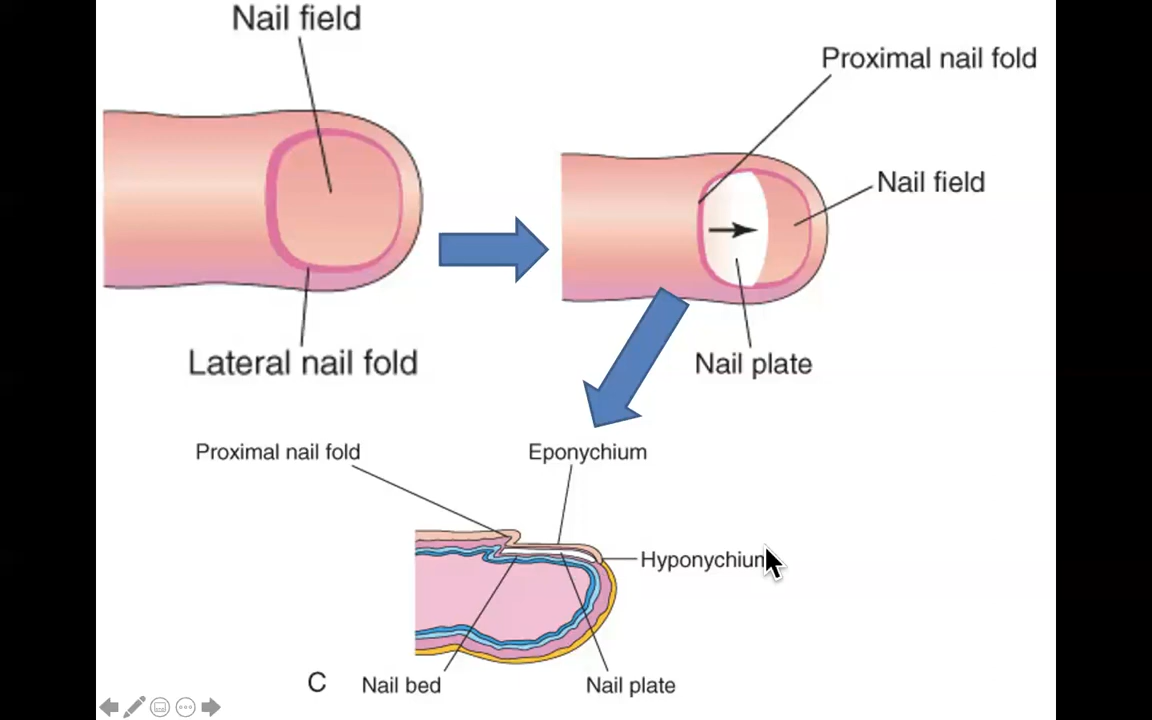 Nail field
Proximal nail fold
Nail field
Lateral nail fold
Nail plate
Proximal nail fold
Eponychium
Hyponychium
C
Nail bed
Nail plate